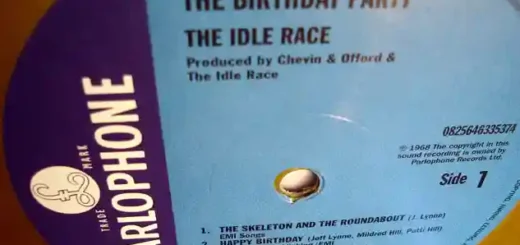 THE BIRTHDAY PARTY
THE IDLE RACE
Produced by Chevin & Offord &
The Idle Race
PARLOPHONE
TRADE
MARK
£
0825646335374
℗ 1968 The copyright in this
sound recording is owned by
Parlophone Records Ltd.
Side 1
1. THE SKELETON AND THE ROUNDABOUT (J. Lynne)
EMI Songs
2. HAPPY BIRTHDAY (Jeff Lynne, Mildred Hill, Patti Hill)
EMI